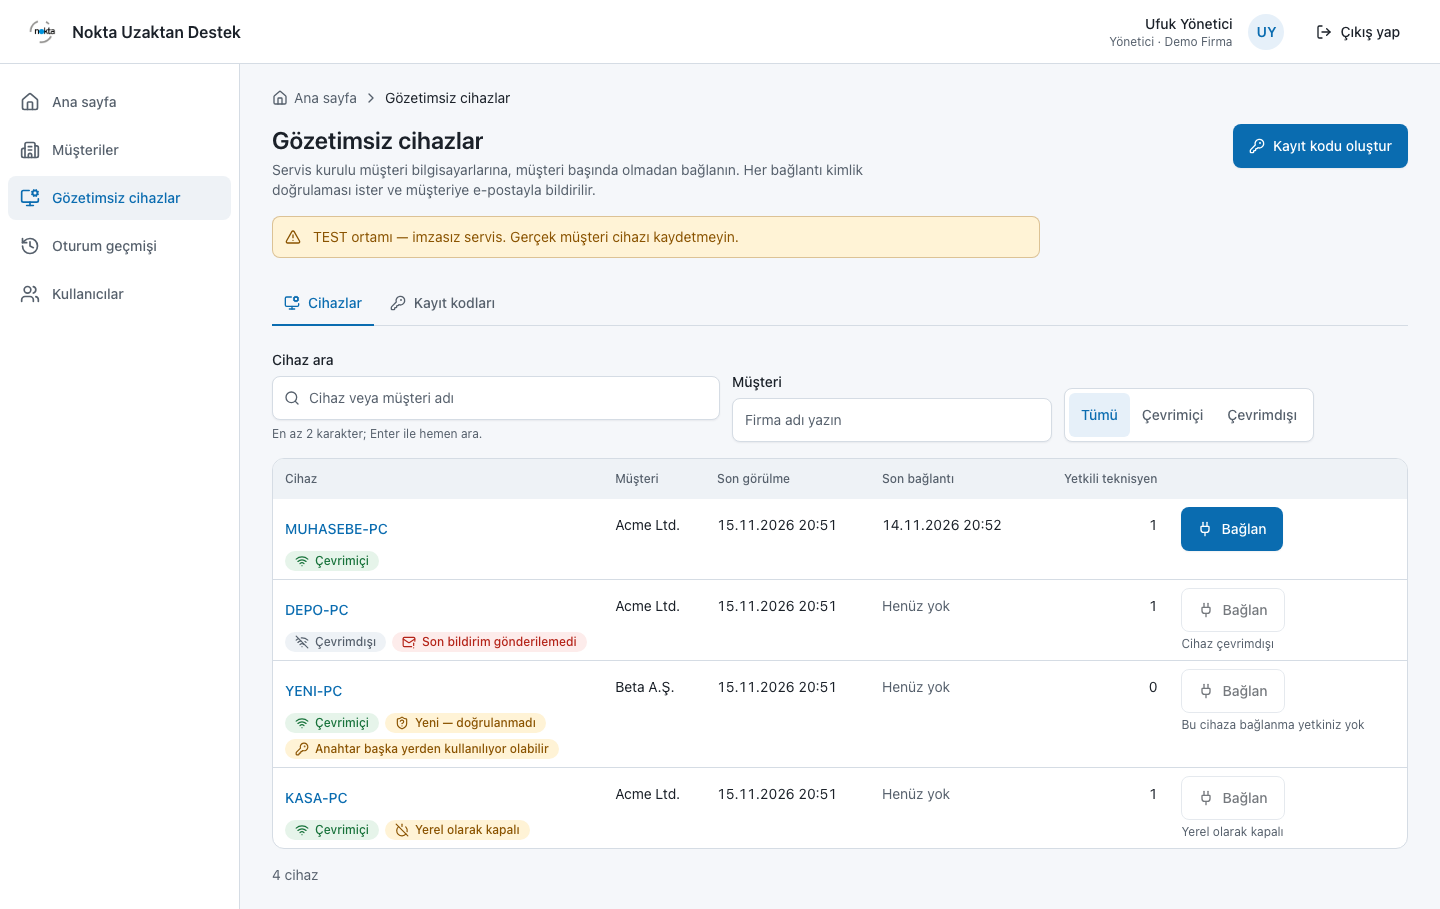 nokta
Nokta Uzaktan Destek
Ufuk Yönetici
Yönetici · Demo Firma
UY
Çıkış yap
Ana sayfa
Müşteriler
Gözetimsiz cihazlar
Oturum geçmişi
Kullanıcılar
Ana sayfa
Gözetimsiz cihazlar
Gözetimsiz cihazlar
Servis kurulu müşteri bilgisayarlarına, müşteri başında olmadan bağlanın. Her bağlantı kimlik
doğrulaması ister ve müşteriye e-postayla bildirilir.
Kayıt kodu oluştur
TEST ortamı — imzasız servis. Gerçek müşteri cihazı kaydetmeyin.
Cihazlar
Kayıt kodları
Cihaz ara
Cihaz veya müşteri adı
En az 2 karakter; Enter ile hemen ara.
Müşteri
Firma adı yazın
Tümü
Çevrimiçi
Çevrimdışı
Cihaz Müşteri Son görülme Son bağlantı Yetkili teknisyen
MUHASEBE-PC Acme Ltd. 15.11.2026 20:51 14.11.2026 20:52 1 Bağlan
Çevrimiçi
DEPO-PC Acme Ltd. 15.11.2026 20:51 Henüz yok 1 Bağlan
Çevrimdışı Son bildirim gönderilemedi Cihaz çevrimdışı
YENI-PC Beta A.Ş. 15.11.2026 20:51 Henüz yok 0 Bağlan
Çevrimiçi Yeni — doğrulanmadı Bu cihaza bağlanma yetkiniz yok
Anahtar başka yerden kullanılıyor olabilir
KASA-PC Acme Ltd. 15.11.2026 20:51 Henüz yok 1 Bağlan
Çevrimiçi Yerel olarak kapalı Yerel olarak kapalı
4 cihaz